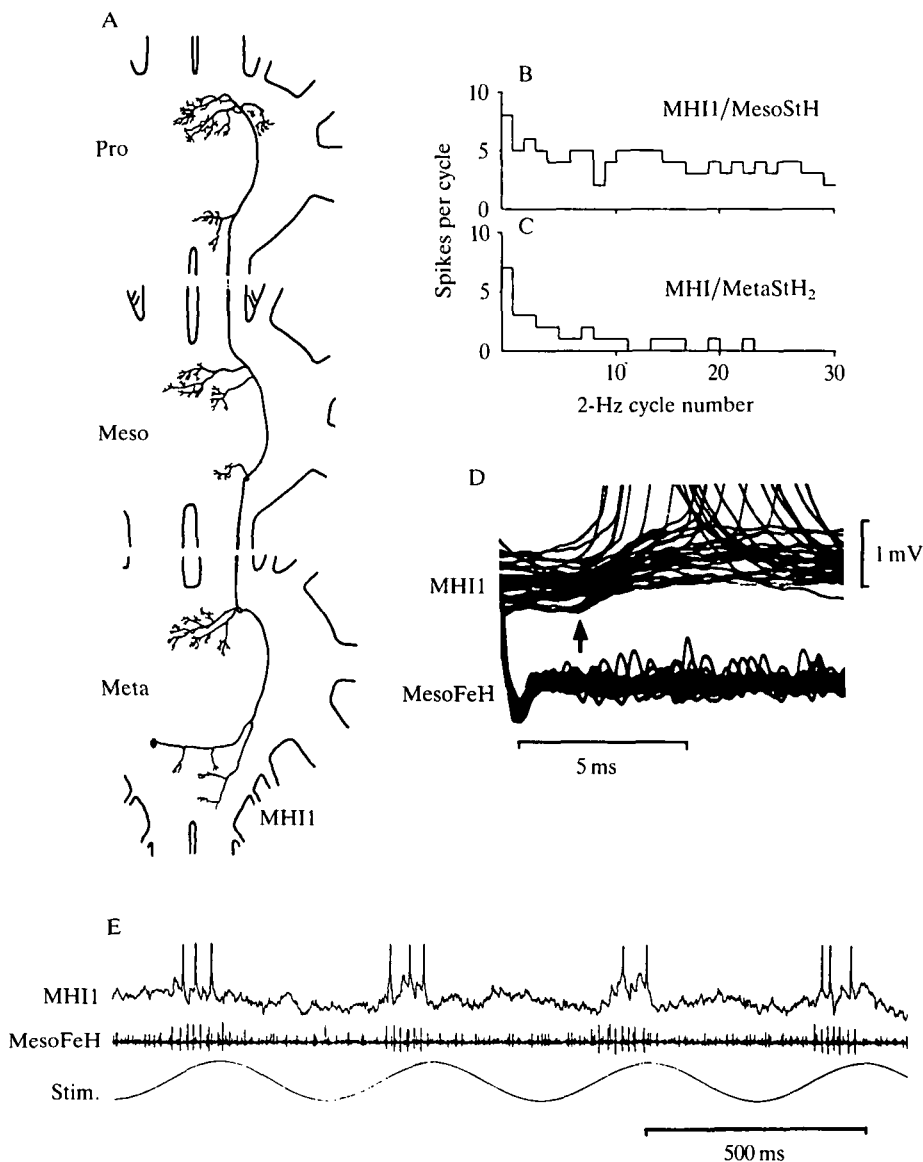 A
Pro
Meso
Meta
MHI1
B
MHI1/MesoStH
10
5
0
C
MHI/MetaStH₂
10
5
0
10
20
30
Spikes per cycle
2-Hz cycle number
D
MHI1
1 mV
MesoFeH
5 ms
E
MHI1
MesoFeH
Stim.
500 ms